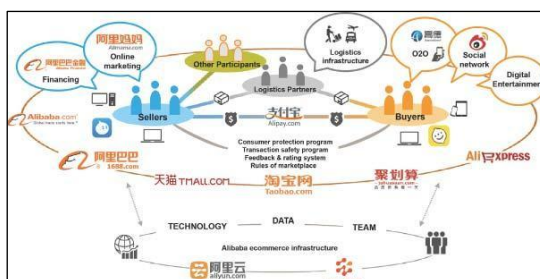 阿里妈妈
Alimama.com
Online
marketing
阿里巴巴金融
Financing
Other Participants
Logistics
infrastructure
O2O
Social
network
Digital
Entertainment
Logistics Partners
Sellers
Buyers
支付宝
Alipay.com
Alibaba.com
Consumer protection program
Transaction safety program
Feedback & rating system
Rules of marketplace
阿里巴巴
1688.com
天猫 TMALL.COM
淘宝网
Taobao.com
聚划算
AliExpress
TECHNOLOGY
DATA
TEAM
Alibaba ecommerce infrastructure
阿里云
aliyun.com